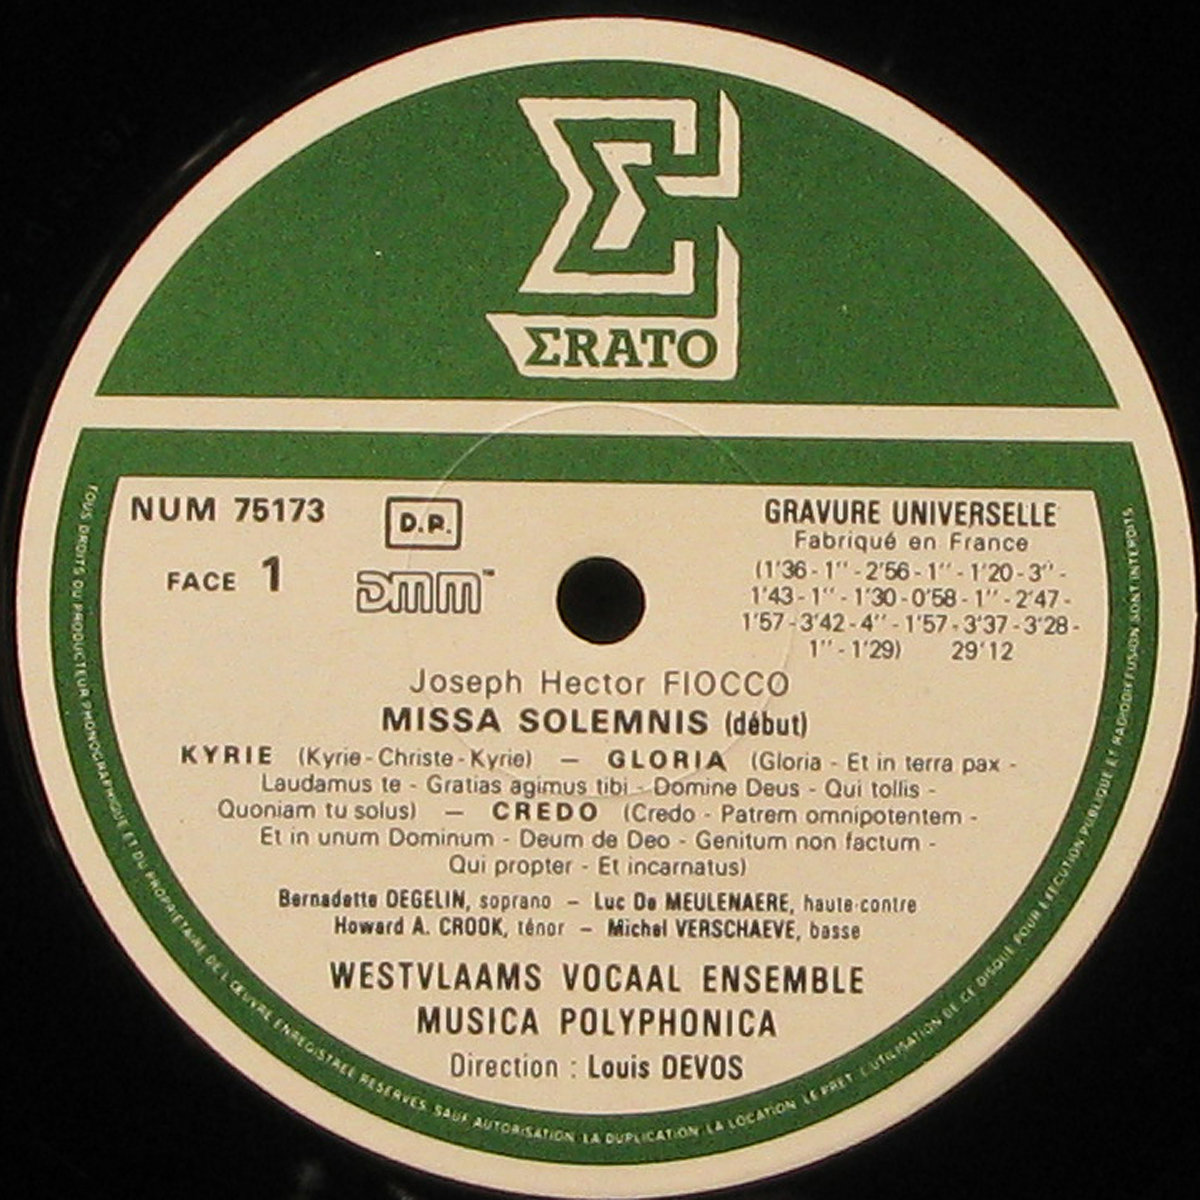 ΣRATO
NUM 75173
D.P.
GRAVURE UNIVERSELLE
Fabriqué en France
FACE 1
DMM™
(1'36 - 1'' - 2'56 - 1'' - 1'20 - 3'' -
1'43 - 1'' - 1'30 - 0'58 - 1'' - 2'47 -
1'57 - 3'42 - 4'' - 1'57 - 3'37 - 3'28 -
1'' - 1'29) 29'12
Joseph Hector FIOCCO
MISSA SOLEMNIS (début)
KYRIE (Kyrie - Christe - Kyrie) — GLORIA (Gloria - Et in terra pax -
Laudamus te - Gratias agimus tibi - Domine Deus - Qui tollis -
Quoniam tu solus) — CREDO (Credo - Patrem omnipotentem -
Et in unum Dominum - Deum de Deo - Genitum non factum -
Qui propter - Et incarnatus)
Bernadette DEGELIN, soprano – Luc De MEULENAERE, haute-contre
Howard A. CROOK, ténor – Michel VERSCHAEVE, basse
WESTVLAAMS VOCAAL ENSEMBLE
MUSICA POLYPHONICA
Direction : Louis DEVOS
TOUS DROITS DU PRODUCTEUR PHONOGRAPHIQUE ET DU PROPRIETAIRE DE L'ŒUVRE ENREGISTREE RESERVES. SAUF AUTORISATION LA DUPLICATION LA LOCATION LE PRET L'UTILISATION DE CE DISQUE POUR EXECUTION PUBLIQUE ET RADIODIFFUSION SONT INTERDITS